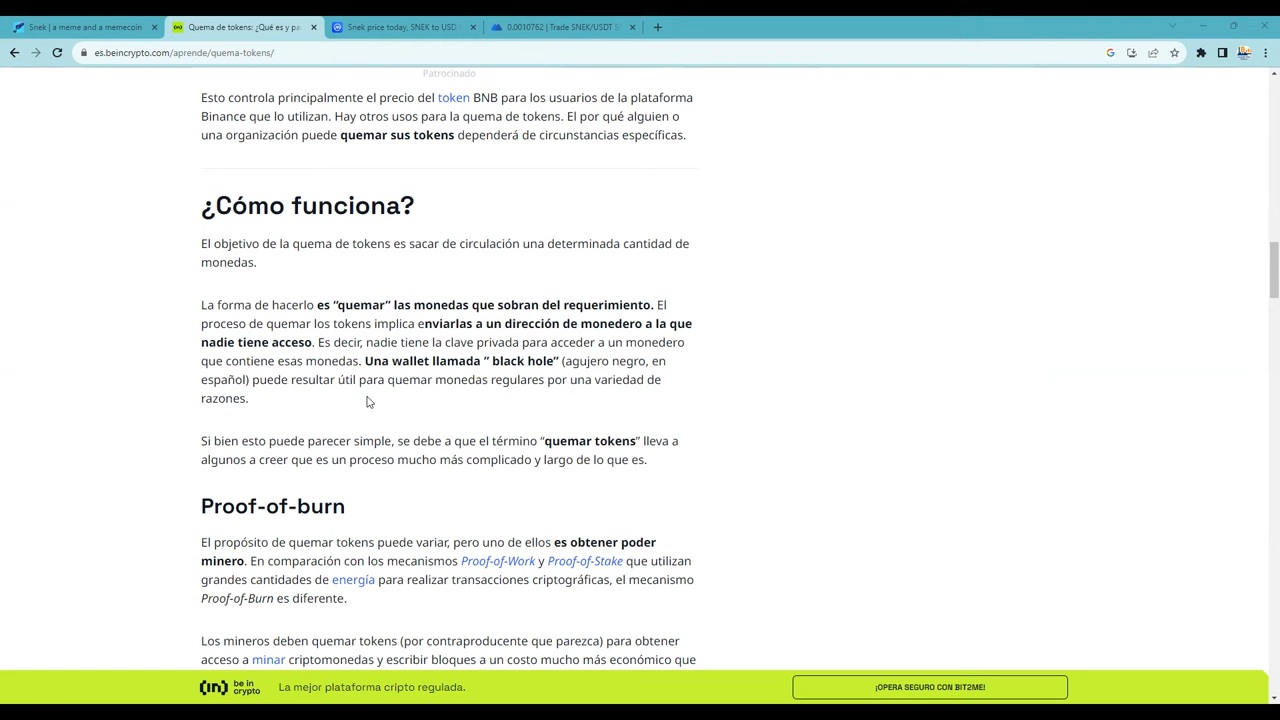 Snek | a meme and a memecoin
Quema de tokens: ¿Qué es y pa
Snek price today, SNEK to USD
0.0010762 | Trade SNEK/USDT S
es.beincrypto.com/aprende/quema-tokens/
Patrocinado
Esto controla principalmente el precio del token BNB para los usuarios de la plataforma
Binance que lo utilizan. Hay otros usos para la quema de tokens. El por qué alguien o
una organización puede quemar sus tokens dependerá de circunstancias específicas.
¿Cómo funciona?
El objetivo de la quema de tokens es sacar de circulación una determinada cantidad de
monedas.
La forma de hacerlo es “quemar” las monedas que sobran del requerimiento. El
proceso de quemar los tokens implica enviarlas a un dirección de monedero a la que
nadie tiene acceso. Es decir, nadie tiene la clave privada para acceder a un monedero
que contiene esas monedas. Una wallet llamada ” black hole” (agujero negro, en
español) puede resultar útil para quemar monedas regulares por una variedad de
razones.
Si bien esto puede parecer simple, se debe a que el término “quemar tokens” lleva a
algunos a creer que es un proceso mucho más complicado y largo de lo que es.
Proof-of-burn
El propósito de quemar tokens puede variar, pero uno de ellos es obtener poder
minero. En comparación con los mecanismos Proof-of-Work y Proof-of-Stake que utilizan
grandes cantidades de energía para realizar transacciones criptográficas, el mecanismo
Proof-of-Burn es diferente.
Los mineros deben quemar tokens (por contraproducente que parezca) para obtener
acceso a minar criptomonedas y escribir bloques a un costo mucho más económico que
be in
crypto
La mejor plataforma cripto regulada.
¡OPERA SEGURO CON BIT2ME!